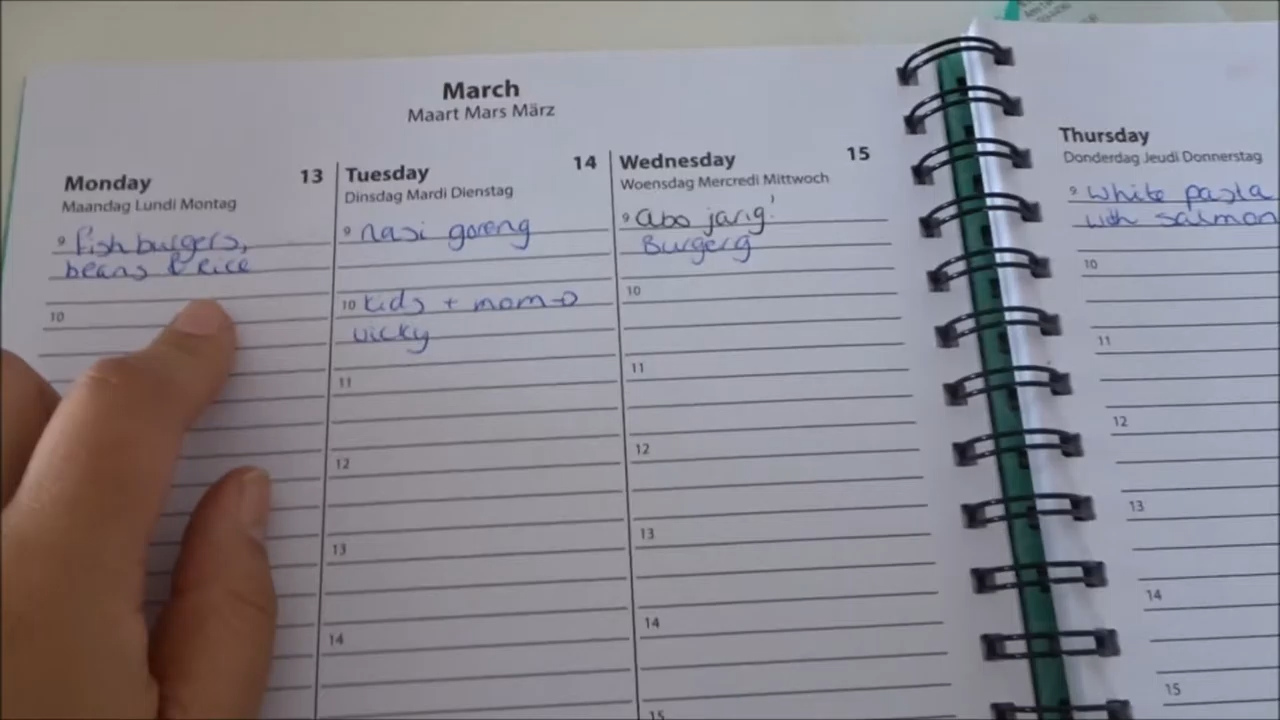 March
Maart Mars März
Monday 13
Maandag Lundi Montag
9 fish burgers,
beans & Rice
10
Tuesday 14
Dinsdag Mardi Dienstag
9 nasi goreng
10 kids + mom →
vicky
11
12
13
14
Wednesday 15
Woensdag Mercredi Mittwoch
9 abo jarig!
Burgers
10
11
12
13
14
15
Thursday
Donderdag Jeudi Donnerstag
9 white pasta
with salmon
10
11
12
13
14
15